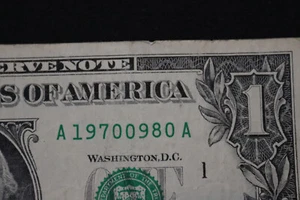 ERVE NOTE
S OF AMERICA
A 19700980 A
WASHINGTON, D.C.
1
1